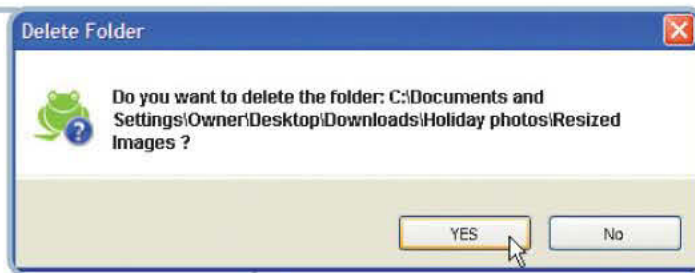 Delete Folder
Do you want to delete the folder: C:\Documents and
Settings\Owner\Desktop\Downloads\Holiday photos\Resized
Images ?
YES
No